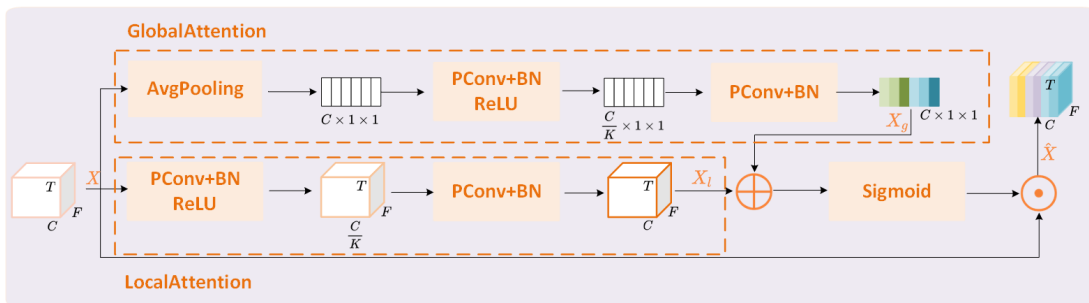 GlobalAttention
AvgPooling
C × 1 × 1
PConv+BN
ReLU
C/K × 1 × 1
PConv+BN
X_g
C × 1 × 1
T
C
F
X̂
T
C
F
X
PConv+BN
ReLU
T
C/K
F
PConv+BN
T
C
F
X_l
Sigmoid
LocalAttention